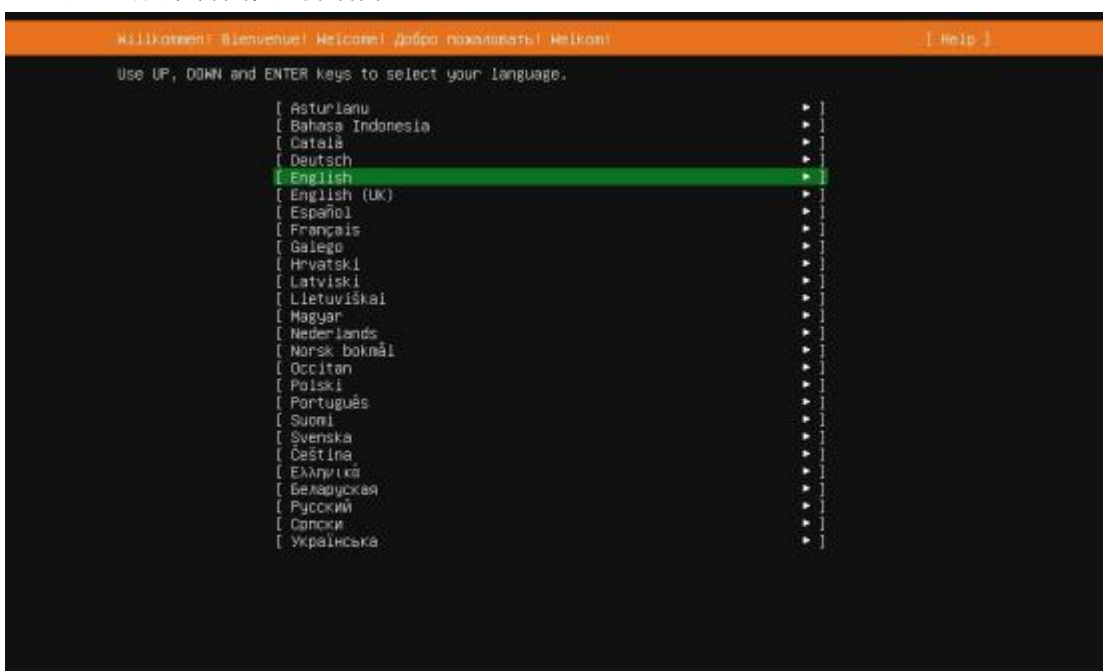 Willkommen! Bienvenue! Welcome! Добро пожаловать! Welkom! [ Help ]
Use UP, DOWN and ENTER keys to select your language.
[ Asturianu ▸ ]
[ Bahasa Indonesia ▸ ]
[ Català ▸ ]
[ Deutsch ▸ ]
[ English ▸ ]
[ English (UK) ▸ ]
[ Español ▸ ]
[ Français ▸ ]
[ Galego ▸ ]
[ Hrvatski ▸ ]
[ Latviski ▸ ]
[ Lietuviškai ▸ ]
[ Magyar ▸ ]
[ Nederlands ▸ ]
[ Norsk bokmål ▸ ]
[ Occitan ▸ ]
[ Polski ▸ ]
[ Português ▸ ]
[ Suomi ▸ ]
[ Svenska ▸ ]
[ Čeština ▸ ]
[ Ελληνικά ▸ ]
[ Беларуская ▸ ]
[ Русский ▸ ]
[ Српски ▸ ]
[ Українська ▸ ]